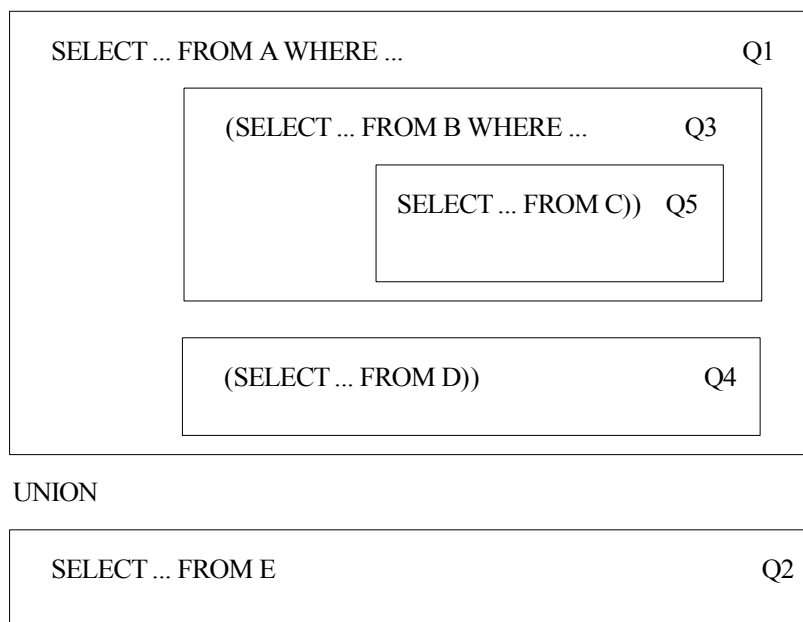 SELECT ... FROM A WHERE ... Q1
(SELECT ... FROM B WHERE ... Q3
SELECT ... FROM C)) Q5
(SELECT ... FROM D)) Q4
UNION
SELECT ... FROM E Q2